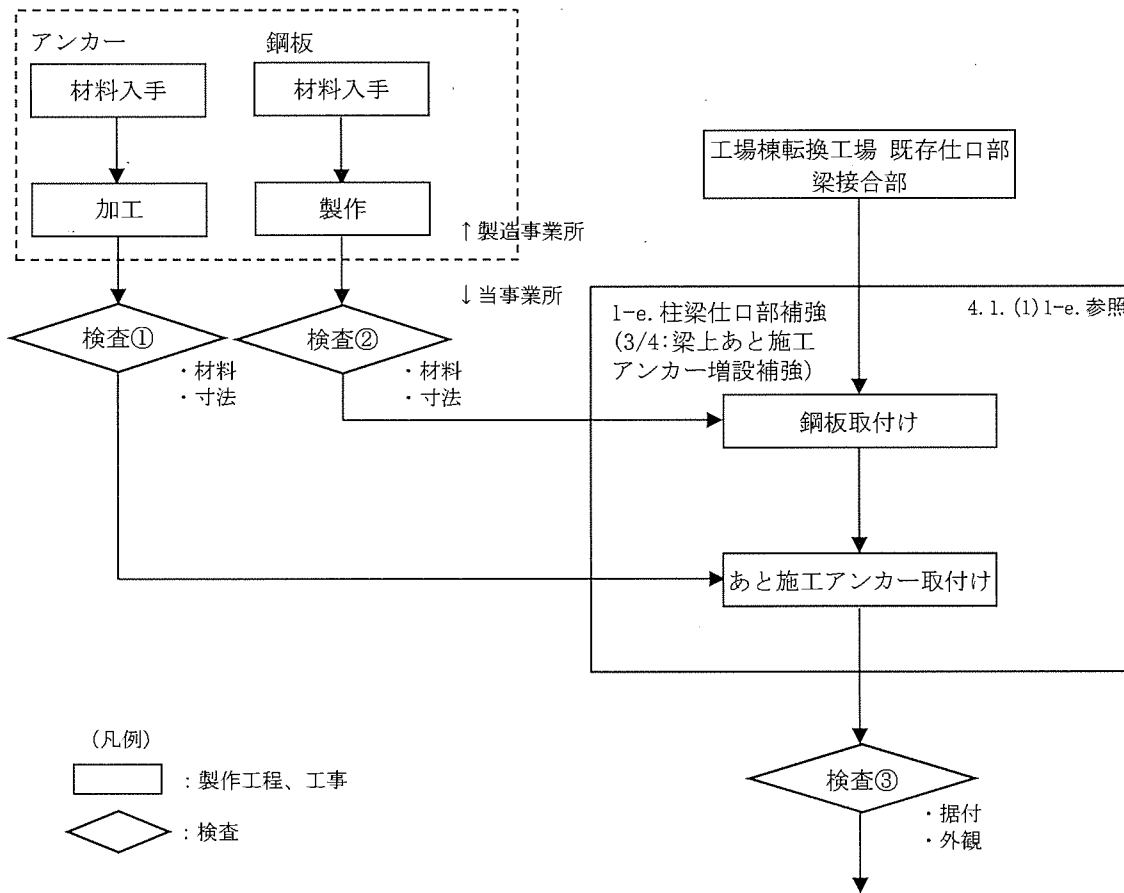 アンカー
鋼板
材料入手
材料入手
加工
製作
↑製造事業所
↓当事業所
検査①
・材料
・寸法
検査②
・材料
・寸法
工場棟転換工場 既存仕口部
梁接合部
1-e.柱梁仕口部補強
(3/4:梁上あと施工
アンカー増設補強)
4.1.(1)1-e.参照
鋼板取付け
あと施工アンカー取付け
検査③
・据付
・外観
(凡例)
：製作工程、工事
：検査